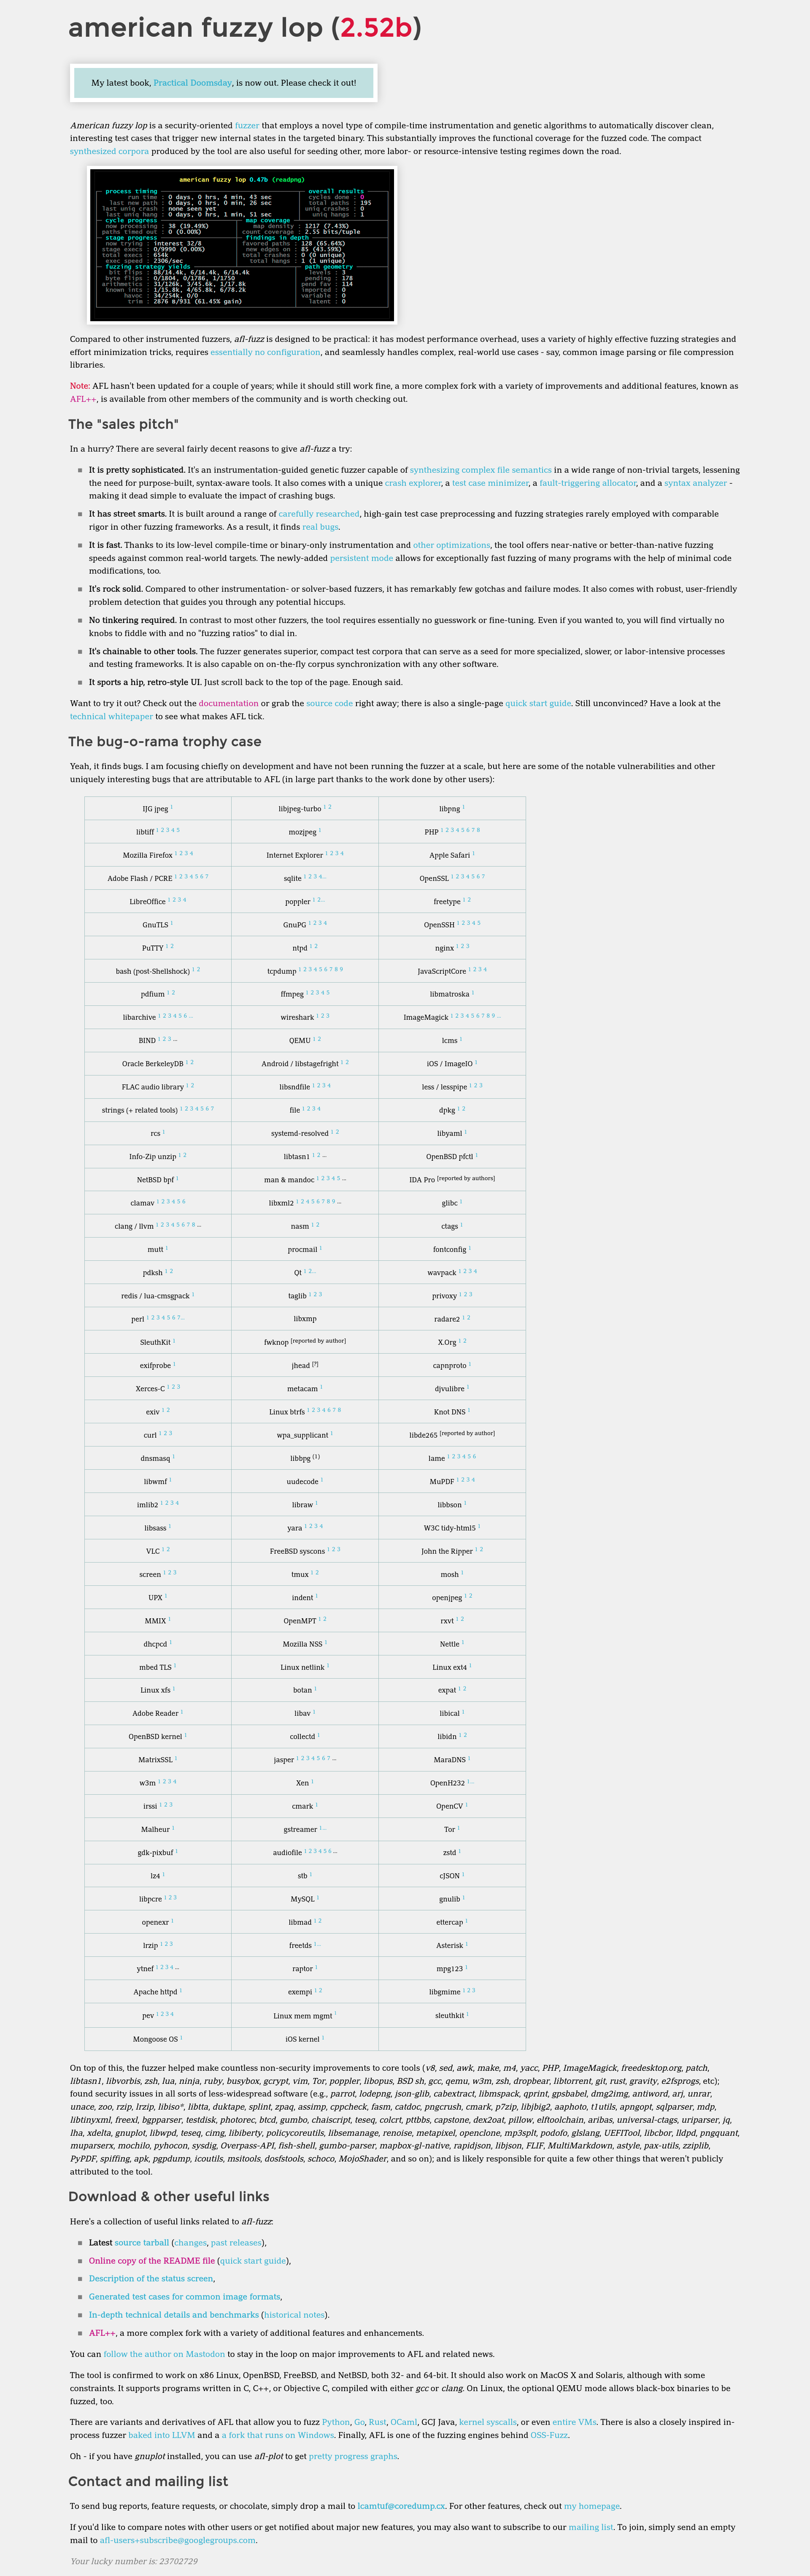 american fuzzy lop (2.52b)
My latest book, Practical Doomsday, is now out. Please check it out!
American fuzzy lop is a security-oriented fuzzer that employs a novel type of compile-time instrumentation and genetic algorithms to automatically discover clean,
interesting test cases that trigger new internal states in the targeted binary. This substantially improves the functional coverage for the fuzzed code. The compact
synthesized corpora produced by the tool are also useful for seeding other, more labor- or resource-intensive testing regimes down the road.
american fuzzy lop 0.47b (readpng)
process timing overall results
run time : 0 days, 0 hrs, 4 min, 43 sec cycles done : 0
last new path : 0 days, 0 hrs, 0 min, 26 sec total paths : 195
last uniq crash : none seen yet uniq crashes : 0
last uniq hang : 0 days, 0 hrs, 1 min, 51 sec uniq hangs : 1
cycle progress map coverage
now processing : 38 (19.49%) map density : 1217 (7.43%)
paths timed out : 0 (0.00%) count coverage : 2.55 bits/tuple
stage progress findings in depth
now trying : interest 32/8 favored paths : 128 (65.64%)
stage execs : 0/9990 (0.00%) new edges on : 85 (43.59%)
total execs : 654k total crashes : 0 (0 unique)
exec speed : 2306/sec total hangs : 1 (1 unique)
fuzzing strategy yields path geometry
bit flips : 88/14.4k, 6/14.4k, 6/14.4k levels : 3
byte flips : 0/1804, 0/1786, 1/1750 pending : 178
arithmetics : 31/126k, 3/45.6k, 1/17.8k pend fav : 114
known ints : 1/15.8k, 4/65.8k, 6/78.2k imported : 0
havoc : 34/254k, 0/0 variable : 0
trim : 2876 B/931 (61.45% gain) latent : 0
Compared to other instrumented fuzzers, afl-fuzz is designed to be practical: it has modest performance overhead, uses a variety of highly effective fuzzing strategies and
effort minimization tricks, requires essentially no configuration, and seamlessly handles complex, real-world use cases - say, common image parsing or file compression
libraries.
Note: AFL hasn't been updated for a couple of years; while it should still work fine, a more complex fork with a variety of improvements and additional features, known as
AFL++, is available from other members of the community and is worth checking out.
The "sales pitch"
In a hurry? There are several fairly decent reasons to give afl-fuzz a try:
It is pretty sophisticated. It's an instrumentation-guided genetic fuzzer capable of synthesizing complex file semantics in a wide range of non-trivial targets, lessening
the need for purpose-built, syntax-aware tools. It also comes with a unique crash explorer, a test case minimizer, a fault-triggering allocator, and a syntax analyzer -
making it dead simple to evaluate the impact of crashing bugs.
It has street smarts. It is built around a range of carefully researched, high-gain test case preprocessing and fuzzing strategies rarely employed with comparable
rigor in other fuzzing frameworks. As a result, it finds real bugs.
It is fast. Thanks to its low-level compile-time or binary-only instrumentation and other optimizations, the tool offers near-native or better-than-native fuzzing
speeds against common real-world targets. The newly-added persistent mode allows for exceptionally fast fuzzing of many programs with the help of minimal code
modifications, too.
It's rock solid. Compared to other instrumentation- or solver-based fuzzers, it has remarkably few gotchas and failure modes. It also comes with robust, user-friendly
problem detection that guides you through any potential hiccups.
No tinkering required. In contrast to most other fuzzers, the tool requires essentially no guesswork or fine-tuning. Even if you wanted to, you will find virtually no
knobs to fiddle with and no "fuzzing ratios" to dial in.
It's chainable to other tools. The fuzzer generates superior, compact test corpora that can serve as a seed for more specialized, slower, or labor-intensive processes
and testing frameworks. It is also capable on on-the-fly corpus synchronization with any other software.
It sports a hip, retro-style UI. Just scroll back to the top of the page. Enough said.
Want to try it out? Check out the documentation or grab the source code right away; there is also a single-page quick start guide. Still unconvinced? Have a look at the
technical whitepaper to see what makes AFL tick.
The bug-o-rama trophy case
Yeah, it finds bugs. I am focusing chiefly on development and have not been running the fuzzer at a scale, but here are some of the notable vulnerabilities and other
uniquely interesting bugs that are attributable to AFL (in large part thanks to the work done by other users):
IJG jpeg 1 libjpeg-turbo 1 2 libpng 1
libtiff 1 2 3 4 5 mozjpeg 1 PHP 1 2 3 4 5 6 7 8
Mozilla Firefox 1 2 3 4 Internet Explorer 1 2 3 4 Apple Safari 1
Adobe Flash / PCRE 1 2 3 4 5 6 7 sqlite 1 2 3 4... OpenSSL 1 2 3 4 5 6 7
LibreOffice 1 2 3 4 poppler 1 2... freetype 1 2
GnuTLS 1 GnuPG 1 2 3 4 OpenSSH 1 2 3 4 5
PuTTY 1 2 ntpd 1 2 nginx 1 2 3
bash (post-Shellshock) 1 2 tcpdump 1 2 3 4 5 6 7 8 9 JavaScriptCore 1 2 3 4
pdfium 1 2 ffmpeg 1 2 3 4 5 libmatroska 1
libarchive 1 2 3 4 5 6 ... wireshark 1 2 3 ImageMagick 1 2 3 4 5 6 7 8 9 ...
BIND 1 2 3 ... QEMU 1 2 lcms 1
Oracle BerkeleyDB 1 2 Android / libstagefright 1 2 iOS / ImageIO 1
FLAC audio library 1 2 libsndfile 1 2 3 4 less / lesspipe 1 2 3
strings (+ related tools) 1 2 3 4 5 6 7 file 1 2 3 4 dpkg 1 2
rcs 1 systemd-resolved 1 2 libyaml 1
Info-Zip unzip 1 2 libtasn1 1 2 ... OpenBSD pfctl 1
NetBSD bpf 1 man & mandoc 1 2 3 4 5 ... IDA Pro [reported by authors]
clamav 1 2 3 4 5 6 libxml2 1 2 4 5 6 7 8 9 ... glibc 1
clang / llvm 1 2 3 4 5 6 7 8 ... nasm 1 2 ctags 1
mutt 1 procmail 1 fontconfig 1
pdksh 1 2 Qt 1 2... wavpack 1 2 3 4
redis / lua-cmsgpack 1 taglib 1 2 3 privoxy 1 2 3
perl 1 2 3 4 5 6 7... libxmp radare2 1 2
SleuthKit 1 fwknop [reported by author] X.Org 1 2
exifprobe 1 jhead [?] capnproto 1
Xerces-C 1 2 3 metacam 1 djvulibre 1
exiv 1 2 Linux btrfs 1 2 3 4 6 7 8 Knot DNS 1
curl 1 2 3 wpa_supplicant 1 libde265 [reported by author]
dnsmasq 1 libbpg (1) lame 1 2 3 4 5 6
libwmf 1 uudecode 1 MuPDF 1 2 3 4
imlib2 1 2 3 4 libraw 1 libbson 1
libsass 1 yara 1 2 3 4 W3C tidy-html5 1
VLC 1 2 FreeBSD syscons 1 2 3 John the Ripper 1 2
screen 1 2 3 tmux 1 2 mosh 1
UPX 1 indent 1 openjpeg 1 2
MMIX 1 OpenMPT 1 2 rxvt 1 2
dhcpcd 1 Mozilla NSS 1 Nettle 1
mbed TLS 1 Linux netlink 1 Linux ext4 1
Linux xfs 1 botan 1 expat 1 2
Adobe Reader 1 libav 1 libical 1
OpenBSD kernel 1 collectd 1 libidn 1 2
MatrixSSL 1 jasper 1 2 3 4 5 6 7 ... MaraDNS 1
w3m 1 2 3 4 Xen 1 OpenH232 1...
irssi 1 2 3 cmark 1 OpenCV 1
Malheur 1 gstreamer 1... Tor 1
gdk-pixbuf 1 audiofile 1 2 3 4 5 6 ... zstd 1
lz4 1 stb 1 cJSON 1
libpcre 1 2 3 MySQL 1 gnulib 1
openexr 1 libmad 1 2 ettercap 1
lrzip 1 2 3 freetds 1... Asterisk 1
ytnef 1 2 3 4 ... raptor 1 mpg123 1
Apache httpd 1 exempi 1 2 libgmime 1 2 3
pev 1 2 3 4 Linux mem mgmt 1 sleuthkit 1
Mongoose OS 1 iOS kernel 1
On top of this, the fuzzer helped make countless non-security improvements to core tools (v8, sed, awk, make, m4, yacc, PHP, ImageMagick, freedesktop.org, patch,
libtasn1, libvorbis, zsh, lua, ninja, ruby, busybox, gcrypt, vim, Tor, poppler, libopus, BSD sh, gcc, qemu, w3m, zsh, dropbear, libtorrent, git, rust, gravity, e2fsprogs, etc);
found security issues in all sorts of less-widespread software (e.g., parrot, lodepng, json-glib, cabextract, libmspack, qprint, gpsbabel, dmg2img, antiword, arj, unrar,
unace, zoo, rzip, lrzip, libiso*, libtta, duktape, splint, zpaq, assimp, cppcheck, fasm, catdoc, pngcrush, cmark, p7zip, libjbig2, aaphoto, t1utils, apngopt, sqlparser, mdp,
libtinyxml, freexl, bgpparser, testdisk, photorec, btcd, gumbo, chaiscript, teseq, colcrt, pttbbs, capstone, dex2oat, pillow, elftoolchain, aribas, universal-ctags, uriparser, jq,
lha, xdelta, gnuplot, libwpd, teseq, cimg, libiberty, policycoreutils, libsemanage, renoise, metapixel, openclone, mp3splt, podofo, glslang, UEFITool, libcbor, lldpd, pngquant,
muparserx, mochilo, pyhocon, sysdig, Overpass-API, fish-shell, gumbo-parser, mapbox-gl-native, rapidjson, libjson, FLIF, MultiMarkdown, astyle, pax-utils, zziplib,
PyPDF, spiffing, apk, pgpdump, icoutils, msitools, dosfstools, schoco, MojoShader, and so on); and is likely responsible for quite a few other things that weren't publicly
attributed to the tool.
Download & other useful links
Here's a collection of useful links related to afl-fuzz:
Latest source tarball (changes, past releases),
Online copy of the README file (quick start guide),
Description of the status screen,
Generated test cases for common image formats,
In-depth technical details and benchmarks (historical notes).
AFL++, a more complex fork with a variety of additional features and enhancements.
You can follow the author on Mastodon to stay in the loop on major improvements to AFL and related news.
The tool is confirmed to work on x86 Linux, OpenBSD, FreeBSD, and NetBSD, both 32- and 64-bit. It should also work on MacOS X and Solaris, although with some
constraints. It supports programs written in C, C++, or Objective C, compiled with either gcc or clang. On Linux, the optional QEMU mode allows black-box binaries to be
fuzzed, too.
There are variants and derivatives of AFL that allow you to fuzz Python, Go, Rust, OCaml, GCJ Java, kernel syscalls, or even entire VMs. There is also a closely inspired in-
process fuzzer baked into LLVM and a fork that runs on Windows. Finally, AFL is one of the fuzzing engines behind OSS-Fuzz.
Oh - if you have gnuplot installed, you can use afl-plot to get pretty progress graphs.
Contact and mailing list
To send bug reports, feature requests, or chocolate, simply drop a mail to lcamtuf@coredump.cx. For other features, check out my homepage.
If you'd like to compare notes with other users or get notified about major new features, you may also want to subscribe to our mailing list. To join, simply send an empty
mail to afl-users+subscribe@googlegroups.com.
Your lucky number is: 23702729